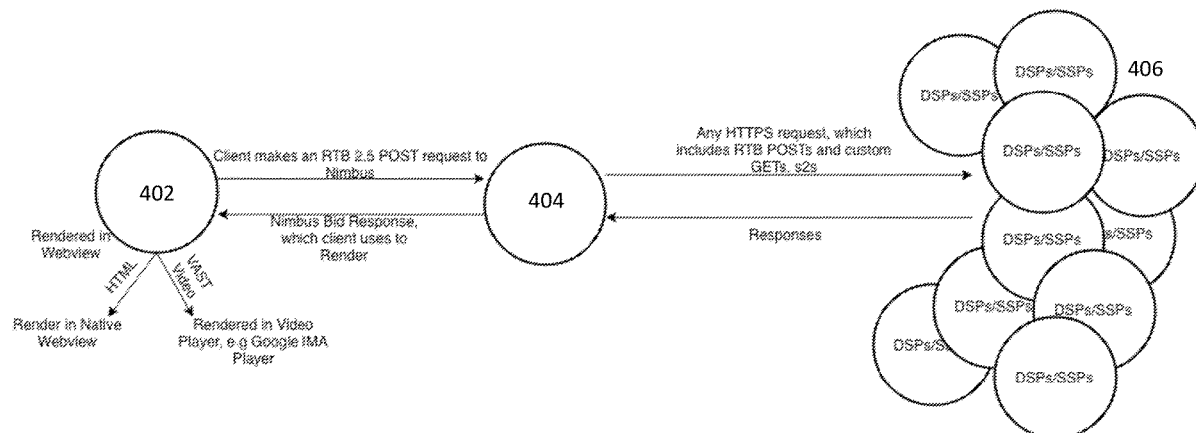 Client makes an RTB 2.5 POST request to
Nimbus
402
Nimbus Bid Response,
which client uses to
Render
Rendered in
Webview
HTML
VAST
Video
Render in Native
Webview
Rendered in Video
Player, e.g Google IMA
Player
404
Any HTTPS request, which
includes RTB POSTs and custom
GETs, s2s
Responses
406
DSPs/SSPs
DSPs/SSPs
DSPs/SSPs
DSPs/SSPs
DSPs/SSPs
DSPs/SSPs
DSPs/SSPs
DSPs/SSPs
DSPs/SSPs